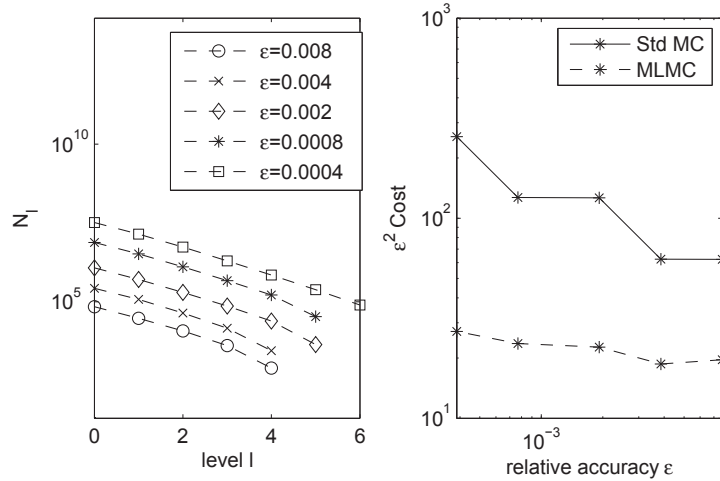 10^10
10^5
N_l
0 2 4 6
level l
ε=0.008
ε=0.004
ε=0.002
ε=0.0008
ε=0.0004
10^3
10^2
10^1
ε^2 Cost
10^-3
relative accuracy ε
Std MC
MLMC